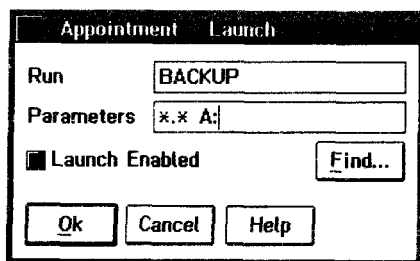 Appointment Launch
Run BACKUP
Parameters *.* A:
Launch Enabled Find...
Ok Cancel Help